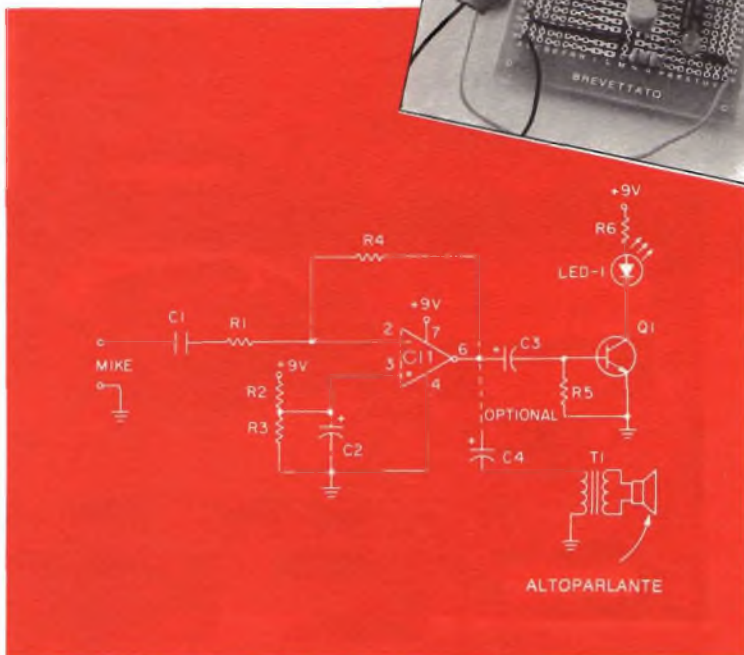 BREVETTATO
+9V
R6
LED-1
R4
+9V
C1
R1
2
7
CI1
6
C3
Q1
MIKE
+9V
3
4
R2
R5
R3
C2
OPTIONAL
C4
T1
ALTOPARLANTE